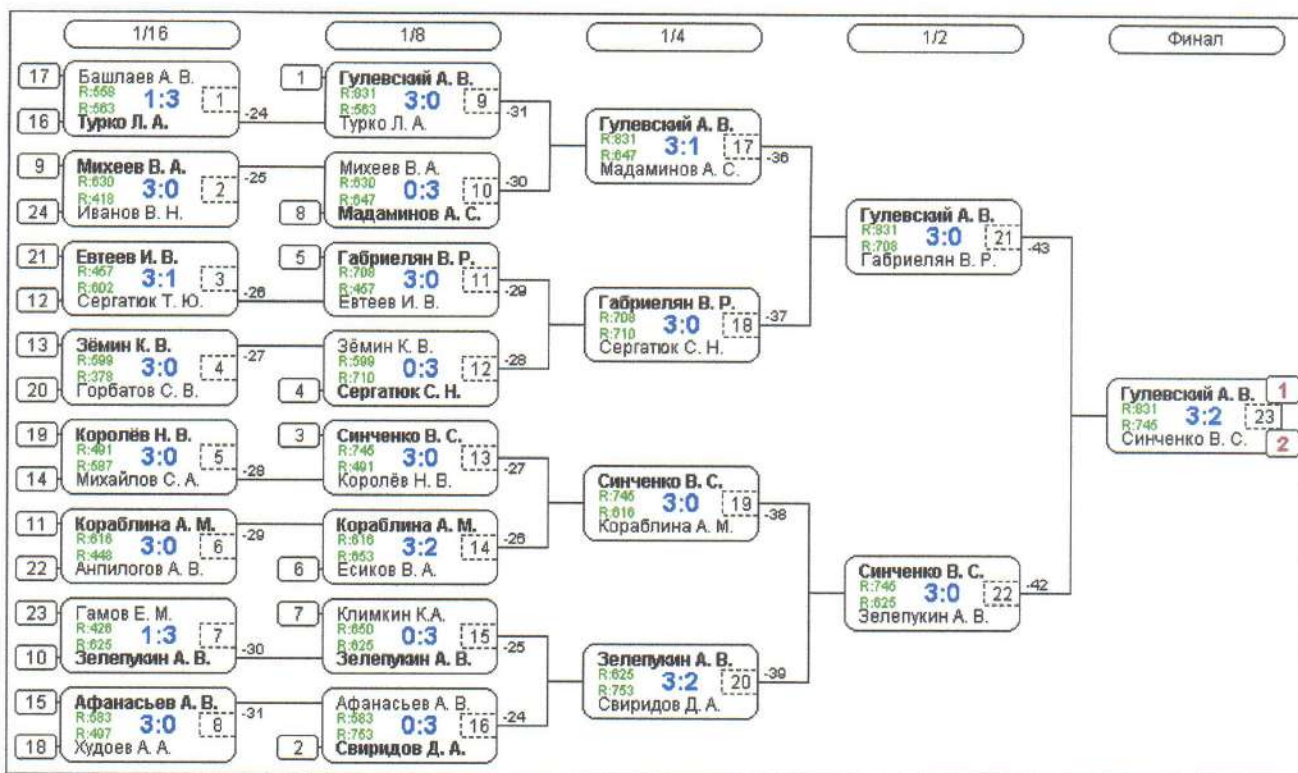 1/16
1/8
1/4
1/2
Финал
17
Башлаев А. В.
R:558
R:563
1:3
1
16
Турко Л. А.
-24
9
Михеев В. А.
R:630
R:418
3:0
2
24
Иванов В. Н.
-25
21
Евтеев И. В.
R:457
R:602
3:1
3
12
Сергатюк Т. Ю.
-26
13
Зёмин К. В.
R:599
R:378
3:0
4
20
Горбатов С. В.
-27
19
Королёв Н. В.
R:491
R:587
3:0
5
14
Михайлов С. А.
-28
11
Кораблина А. М.
R:616
R:448
3:0
6
22
Анпилогов А. В.
-29
23
Гамов Е. М.
R:426
R:625
1:3
7
10
Зелепукин А. В.
-30
15
Афанасьев А. В.
R:583
R:497
3:0
8
18
Худоев А. А.
-31
1
Гулевский А. В.
R:831
R:563
3:0
9
Турко Л. А.
-31
Михеев В. А.
R:630
R:647
0:3
10
8
Мадаминов А. С.
-30
5
Габриелян В. Р.
R:708
R:457
3:0
11
Евтеев И. В.
-29
Зёмин К. В.
R:599
R:710
0:3
12
4
Сергатюк С. Н.
-28
3
Синченко В. С.
R:745
R:491
3:0
13
Королёв Н. В.
-27
Кораблина А. М.
R:616
R:653
3:2
14
6
Есиков В. А.
-26
7
Климкин К.А.
R:650
R:625
0:3
15
Зелепукин А. В.
-25
Афанасьев А. В.
R:583
R:753
0:3
16
2
Свиридов Д. А.
-24
Гулевский А. В.
R:831
R:647
3:1
17
Мадаминов А. С.
-36
Габриелян В. Р.
R:708
R:710
3:0
18
Сергатюк С. Н.
-37
Синченко В. С.
R:745
R:616
3:0
19
Кораблина А. М.
-38
Зелепукин А. В.
R:625
R:753
3:2
20
Свиридов Д. А.
-39
Гулевский А. В.
R:831
R:708
3:0
21
Габриелян В. Р.
-43
Синченко В. С.
R:745
R:625
3:0
22
Зелепукин А. В.
-42
Гулевский А. В.
1
R:831
R:745
3:2
23
Синченко В. С.
2